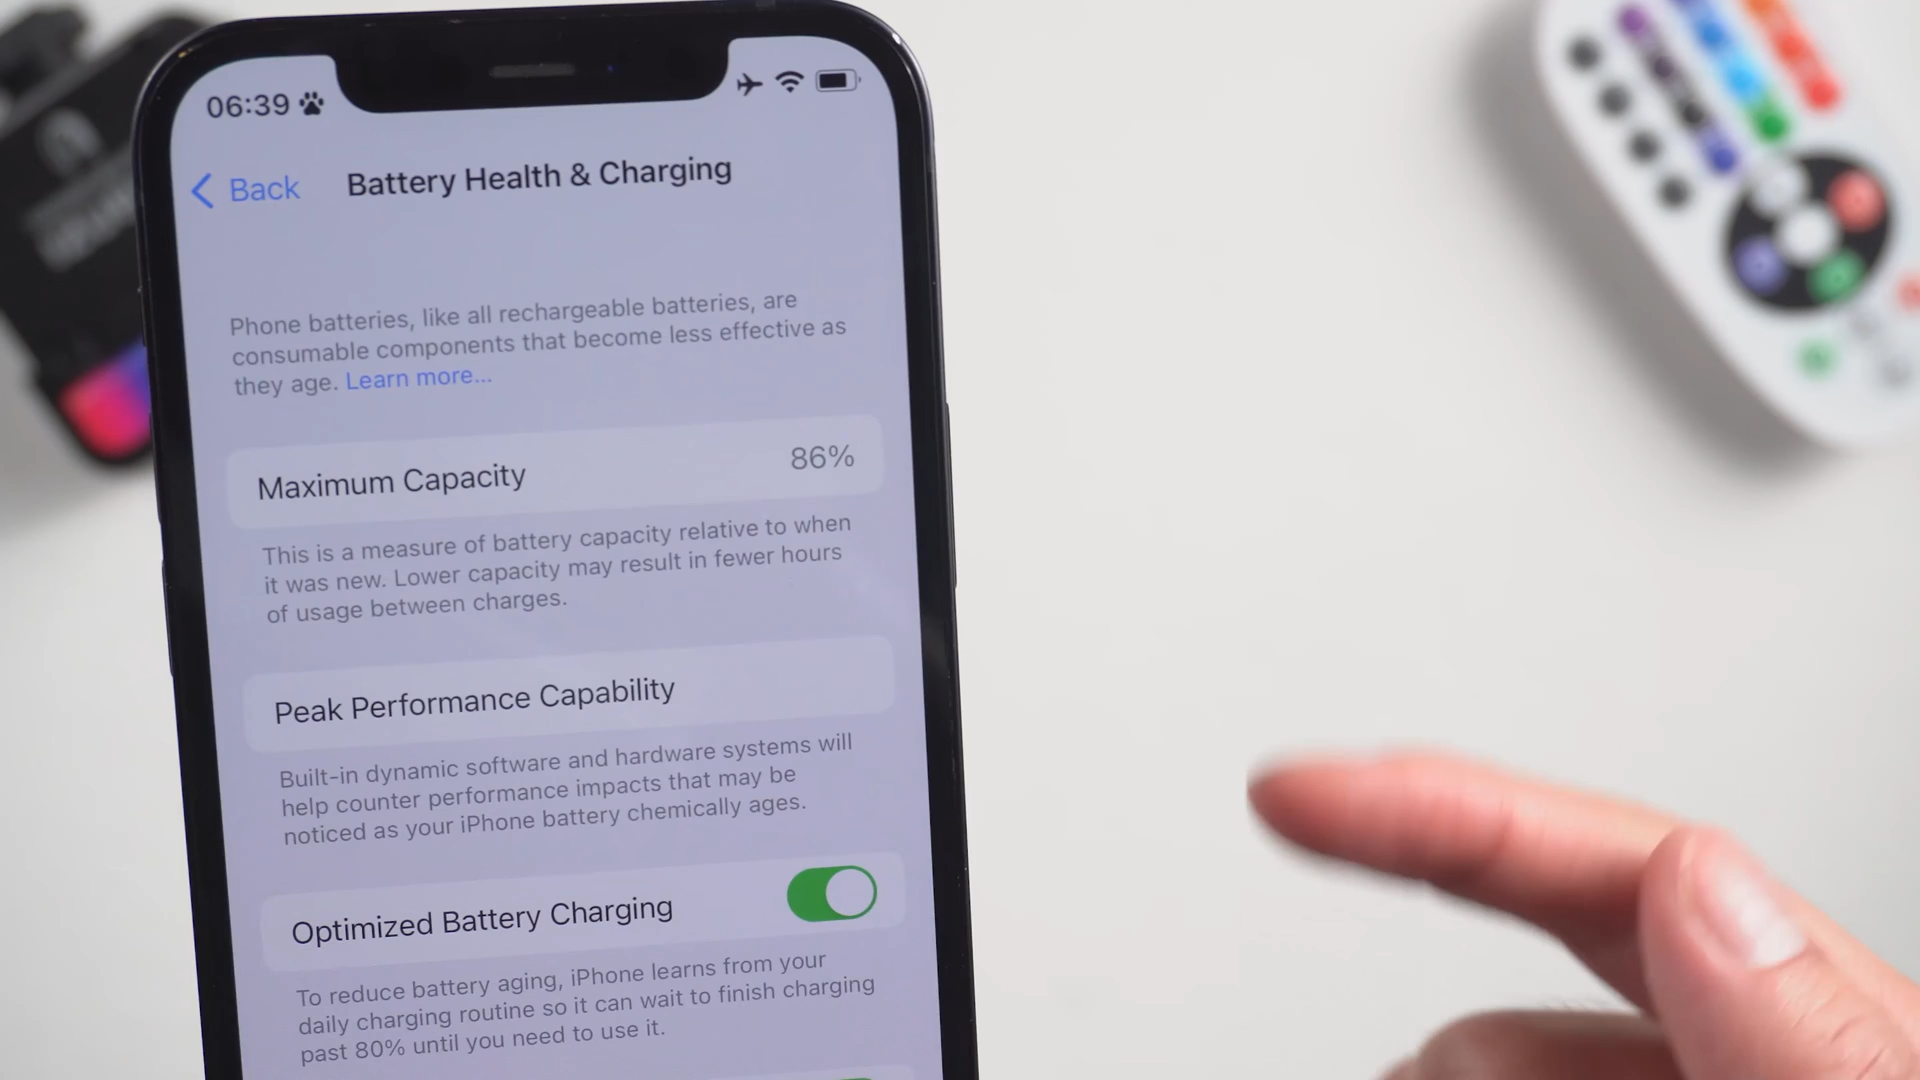 06:39
Back
Battery Health & Charging
Phone batteries, like all rechargeable batteries, are
consumable components that become less effective as
they age. Learn more...
Maximum Capacity
86%
This is a measure of battery capacity relative to when
it was new. Lower capacity may result in fewer hours
of usage between charges.
Peak Performance Capability
Built-in dynamic software and hardware systems will
help counter performance impacts that may be
noticed as your iPhone battery chemically ages.
Optimized Battery Charging
To reduce battery aging, iPhone learns from your
daily charging routine so it can wait to finish charging
past 80% until you need to use it.